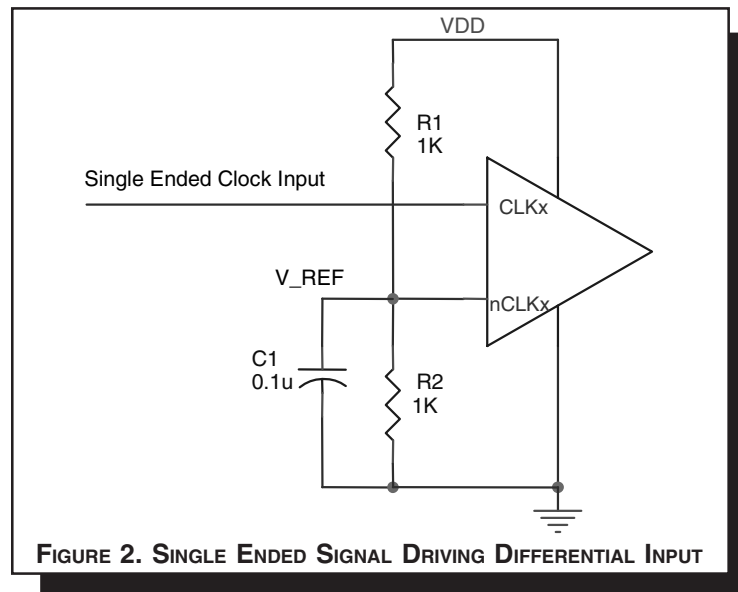 VDD
R1
1K
Single Ended Clock Input
CLKx
V_REF
nCLKx
C1
0.1u
R2
1K
FIGURE 2. SINGLE ENDED SIGNAL DRIVING DIFFERENTIAL INPUT